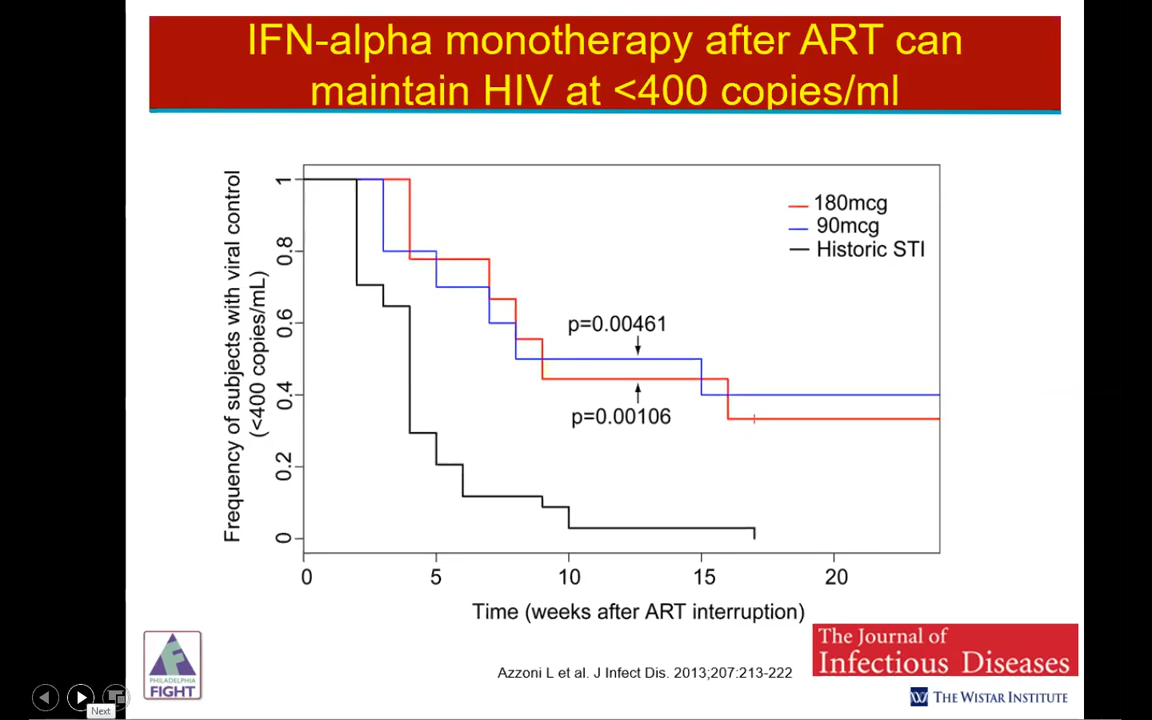 IFN-alpha monotherapy after ART can
maintain HIV at <400 copies/ml
Frequency of subjects with viral control
(<400 copies/mL)
1
0.8
0.6
0.4
0.2
0
180mcg
90mcg
Historic STI
p=0.00461
p=0.00106
0 5 10 15 20
Time (weeks after ART interruption)
PHILADELPHIA
FIGHT
Azzoni L et al. J Infect Dis. 2013;207:213-222
The Journal of
Infectious Diseases
THE WISTAR INSTITUTE
Next